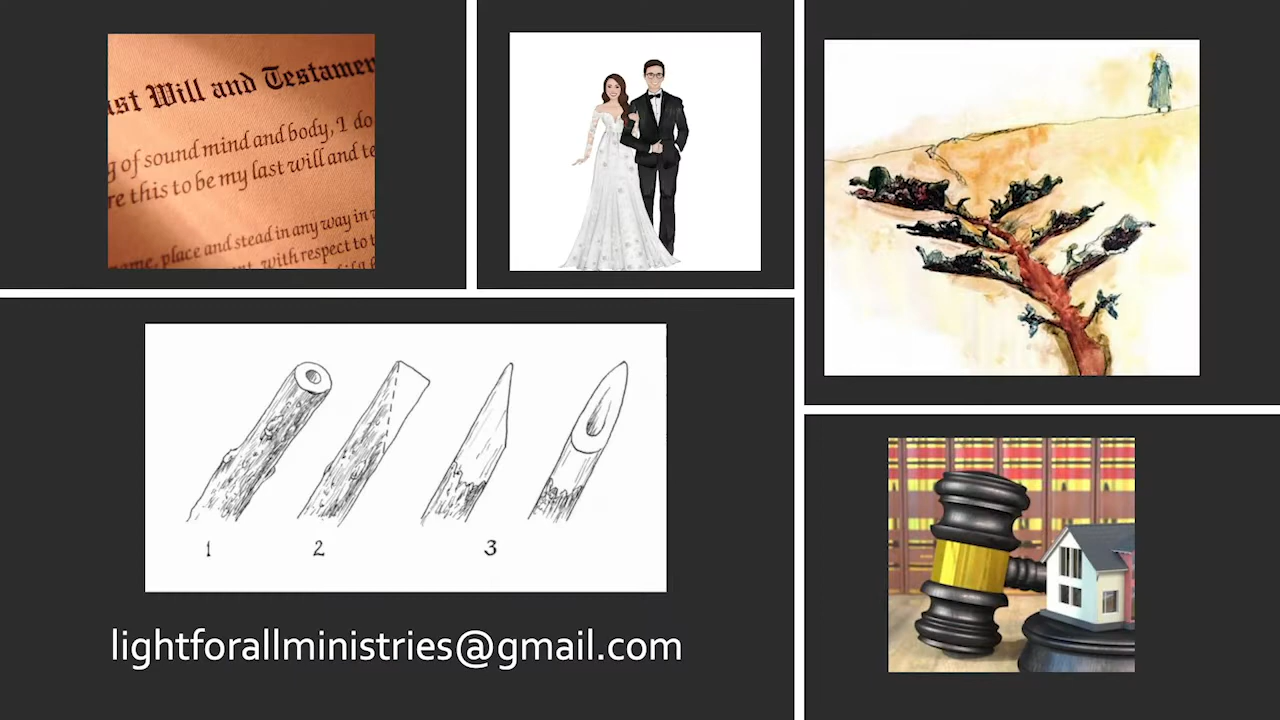 ast Will and Testamen
g of sound mind and body, I do
re this to be my last will and te
ame, place and stead in any way in
with respect to
1 2 3
lightforallministries@gmail.com